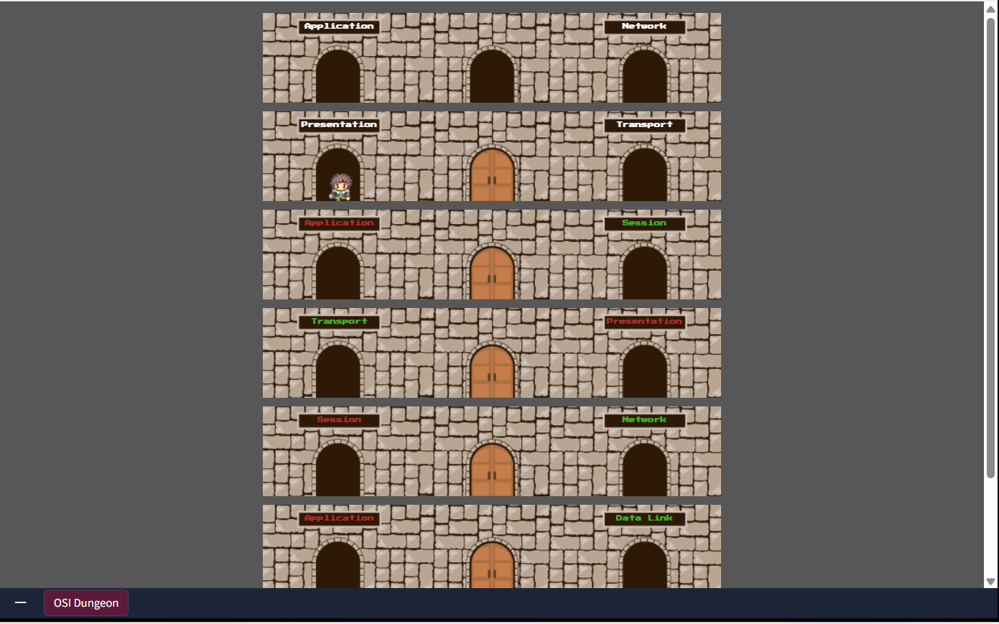 Application Network
Presentation Transport
Application Session
Transport Presentation
Session Network
Application Data Link
OSI Dungeon